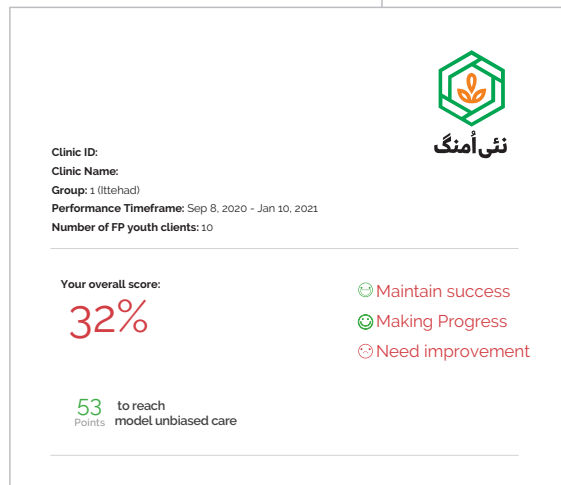 نئی اُمنگ
Clinic ID:
Clinic Name:
Group: 1 (Ittehad)
Performance Timeframe: Sep 8, 2020 - Jan 10, 2021
Number of FP youth clients: 10
Your overall score:
32%
Maintain success
Making Progress
Need improvement
53 Points
to reach
model unbiased care